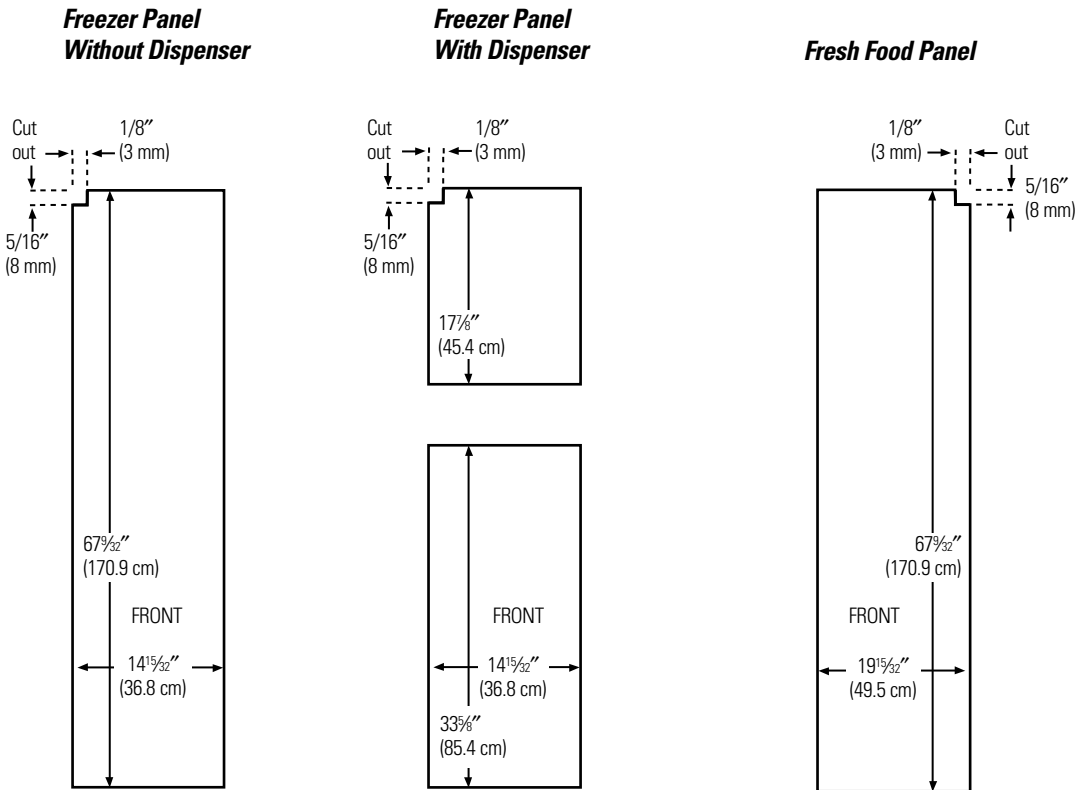 Freezer Panel
Without Dispenser
Cut
out
1/8″
(3 mm)
5/16″
(8 mm)
67 9/32″
(170.9 cm)
FRONT
14 15/32″
(36.8 cm)
Freezer Panel
With Dispenser
Cut
out
1/8″
(3 mm)
5/16″
(8 mm)
17 7/8″
(45.4 cm)
FRONT
14 15/32″
(36.8 cm)
33 5/8″
(85.4 cm)
Fresh Food Panel
1/8″
(3 mm)
Cut
out
5/16″
(8 mm)
67 9/32″
(170.9 cm)
FRONT
19 15/32″
(49.5 cm)